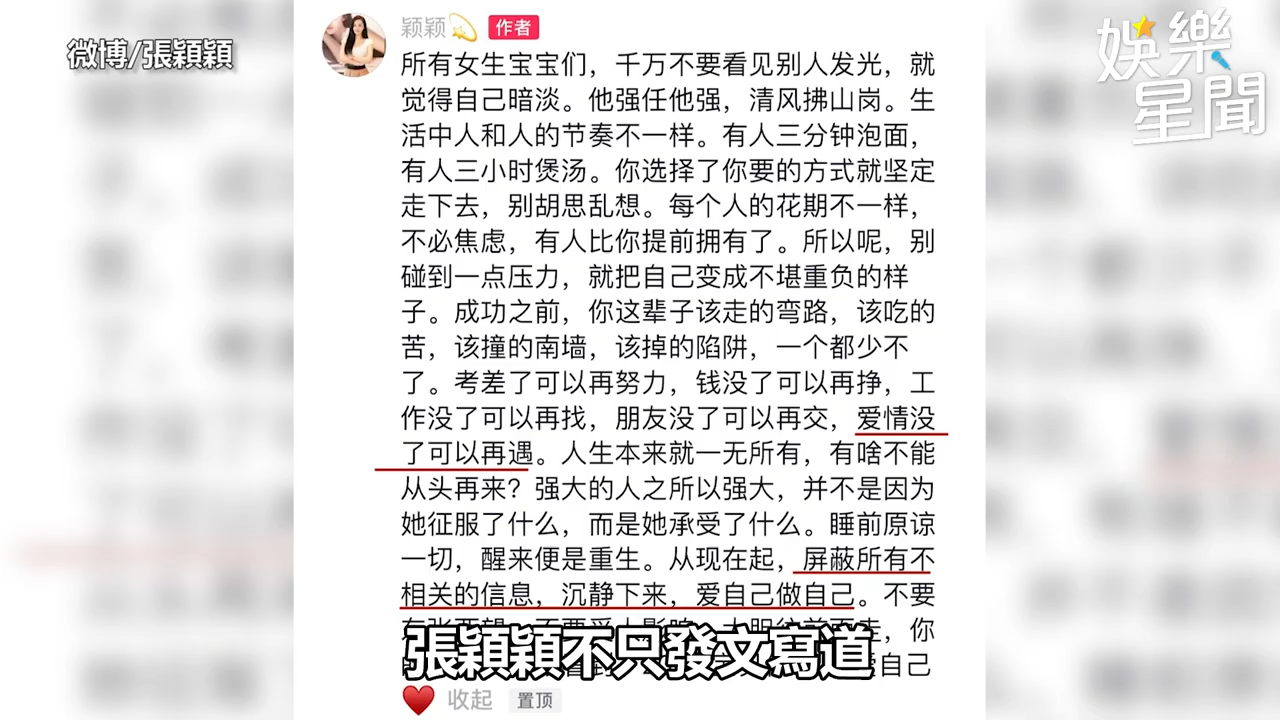 微博/張穎穎
娛樂
星聞
颖颖
作者
所有女生宝宝们，千万不要看见别人发光，就
觉得自己暗淡。他强任他强，清风拂山岗。生
活中人和人的节奏不一样。有人三分钟泡面，
有人三小时煲汤。你选择了你要的方式就坚定
走下去，别胡思乱想。每个人的花期不一样，
不必焦虑，有人比你提前拥有了。所以呢，别
碰到一点压力，就把自己变成不堪重负的样
子。成功之前，你这辈子该走的弯路，该吃的
苦，该撞的南墙，该掉的陷阱，一个都少不
了。考差了可以再努力，钱没了可以再挣，工
作没了可以再找，朋友没了可以再交，爱情没
了可以再遇。人生本来就一无所有，有啥不能
从头再来？强大的人之所以强大，并不是因为
她征服了什么，而是她承受了什么。睡前原谅
一切，醒来便是重生。从现在起，屏蔽所有不
相关的信息，沉静下来，爱自己做自己。不要
，你
爱自己
張穎穎不只發文寫道
收起
置顶